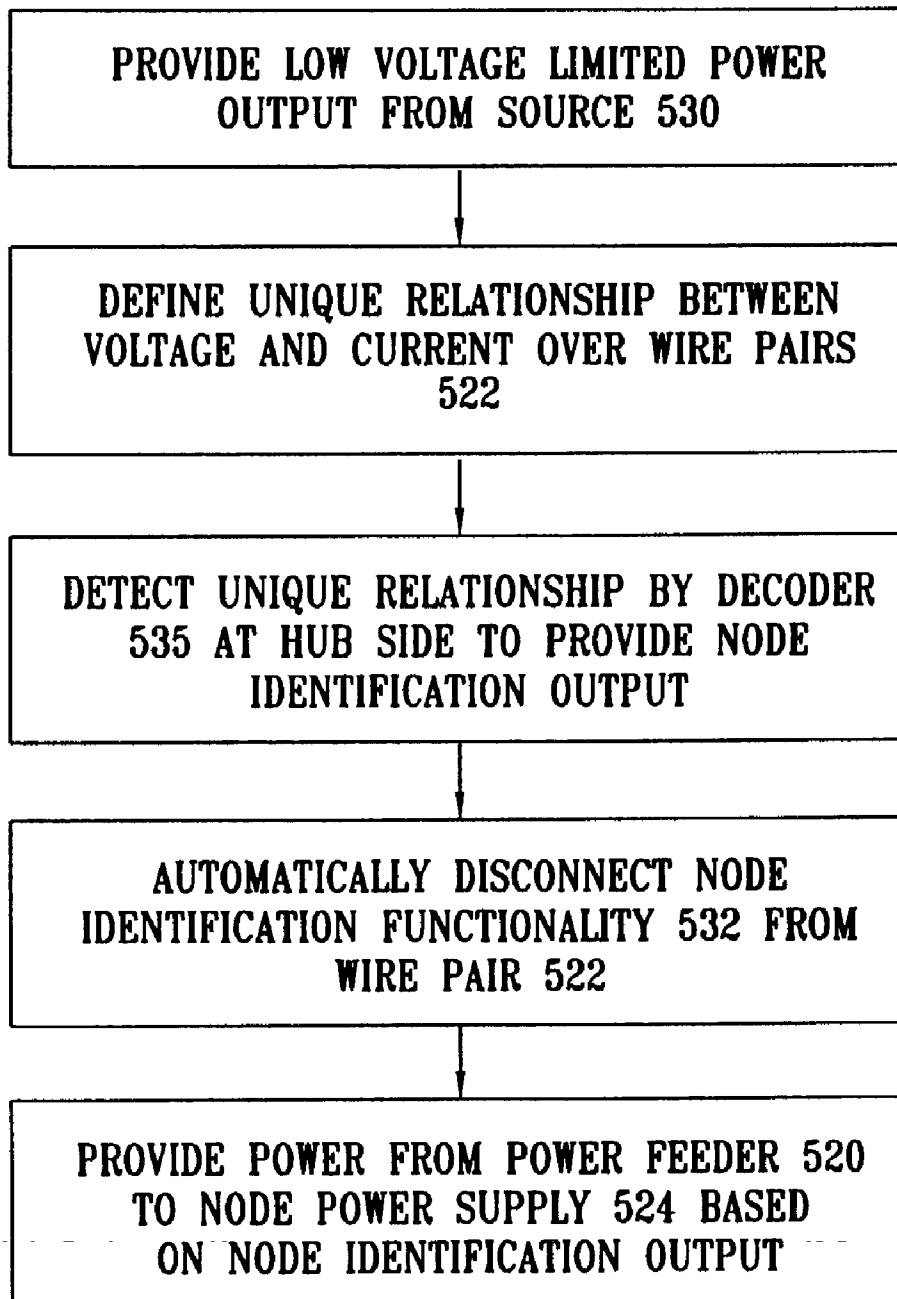 PROVIDE LOW VOLTAGE LIMITED POWER
OUTPUT FROM SOURCE 530
DEFINE UNIQUE RELATIONSHIP BETWEEN
VOLTAGE AND CURRENT OVER WIRE PAIRS
522
DETECT UNIQUE RELATIONSHIP BY DECODER
535 AT HUB SIDE TO PROVIDE NODE
IDENTIFICATION OUTPUT
AUTOMATICALLY DISCONNECT NODE
IDENTIFICATION FUNCTIONALITY 532 FROM
WIRE PAIR 522
PROVIDE POWER FROM POWER FEEDER 520
TO NODE POWER SUPPLY 524 BASED
ON NODE IDENTIFICATION OUTPUT